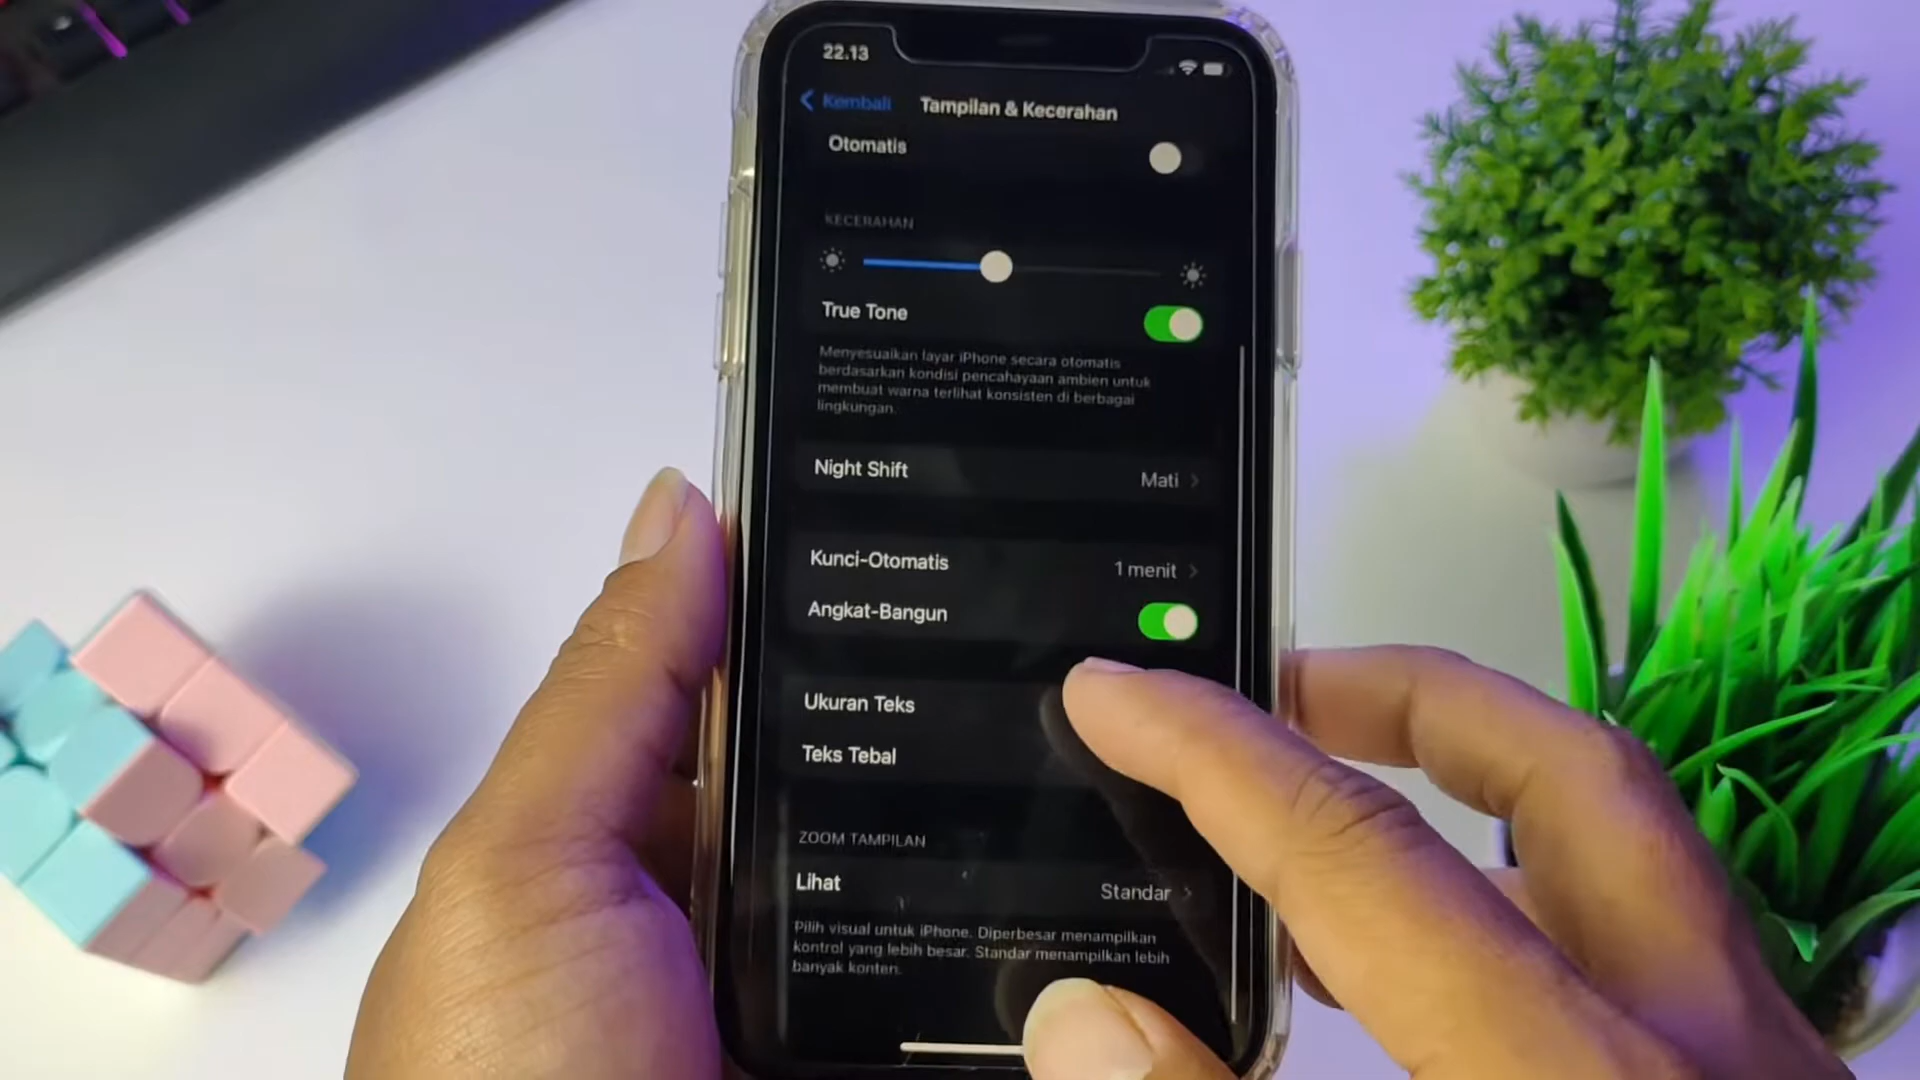 22.13
Kembali
Tampilan & Kecerahan
Otomatis
KECERAHAN
True Tone
Menyesuaikan layar iPhone secara otomatis
berdasarkan kondisi pencahayaan ambien untuk
membuat warna terlihat konsisten di berbagai
lingkungan.
Night Shift Mati
Kunci-Otomatis 1 menit
Angkat-Bangun
Ukuran Teks
Teks Tebal
ZOOM TAMPILAN
Lihat Standar
Pilih visual untuk iPhone. Diperbesar menampilkan
kontrol yang lebih besar. Standar menampilkan lebih
banyak konten.